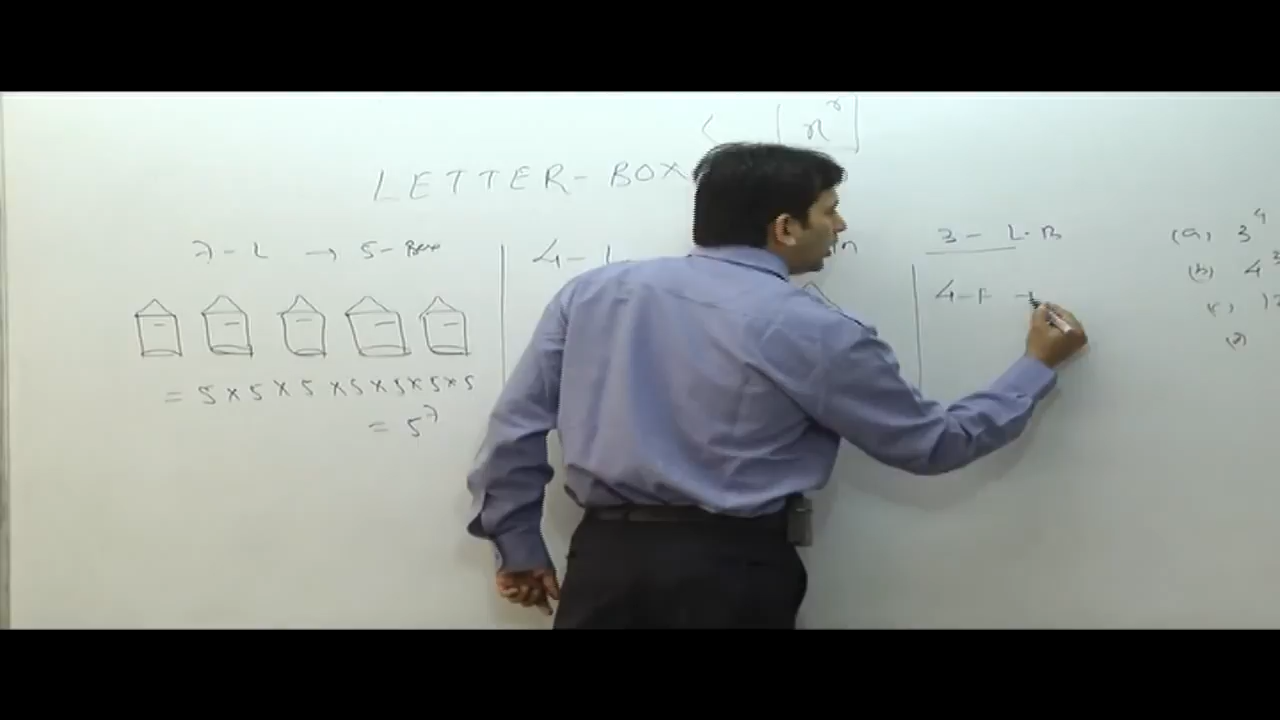 n^r
LETTER-BOX
7-L → 5-Box
= 5 × 5 × 5 × 5 × 5 × 5 × 5
= 5^7
4-L
3- L-B
4-
(a) 3^4
(b) 4^3